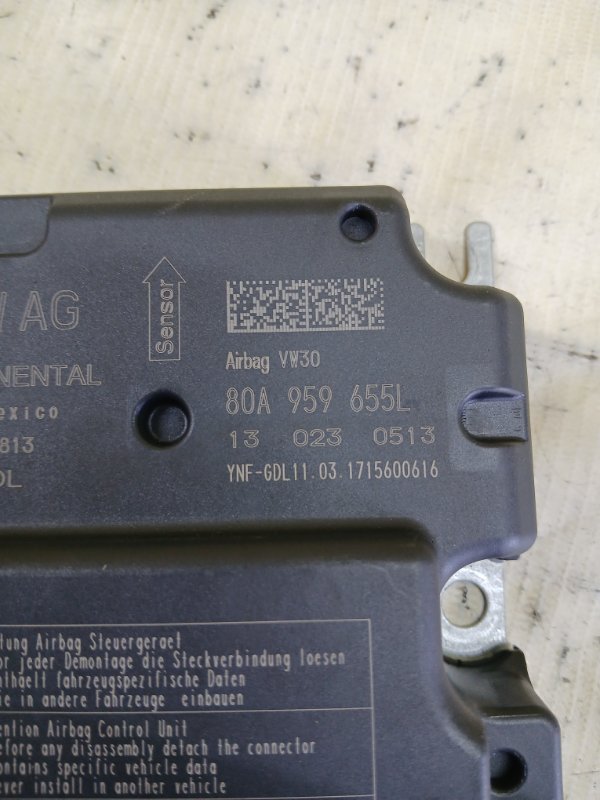 AG
Sensor
NENTAL
exico
813
DL
Airbag VW30
80A 959 655L
13 023 0513
YNF-GDL11.03.1715600616
tung Airbag Steuergeraet
or jeder Demontage die Steckverbindung loesen
nthaelt fahrzeugspezifische Daten
ie in andere Fahrzeuge einbauen
ention Airbag Control Unit
efore any disassembly detach the connector
ontains specific vehicle data
ever install in another vehicle